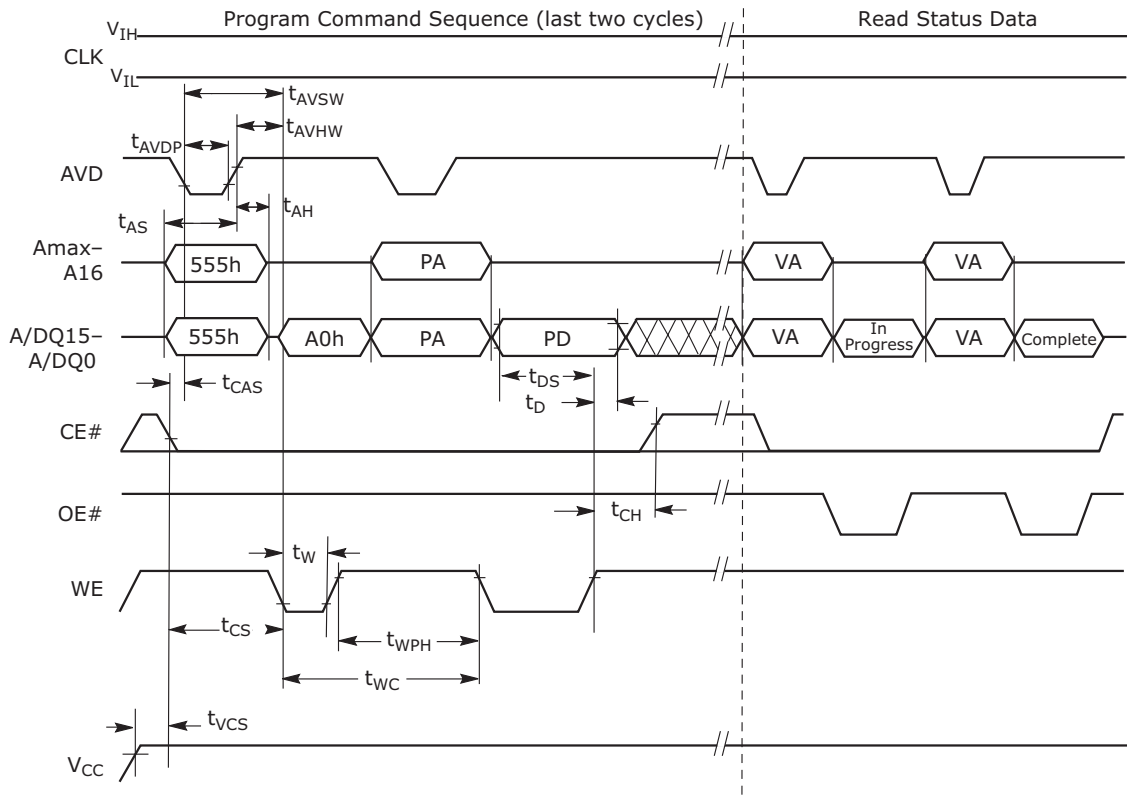 Program Command Sequence (last two cycles) Read Status Data
VIH
CLK
VIL
tAVSW
tAVHW
tAVDP
AVD
tAS
tAH
Amax–
A16
555h PA VA VA
A/DQ15–
A/DQ0
555h A0h PA PD VA In Progress VA Complete
tCAS
tDS
tD
CE#
OE#
tCH
WE
tW
tCS
tWPH
tWC
tVCS
VCC